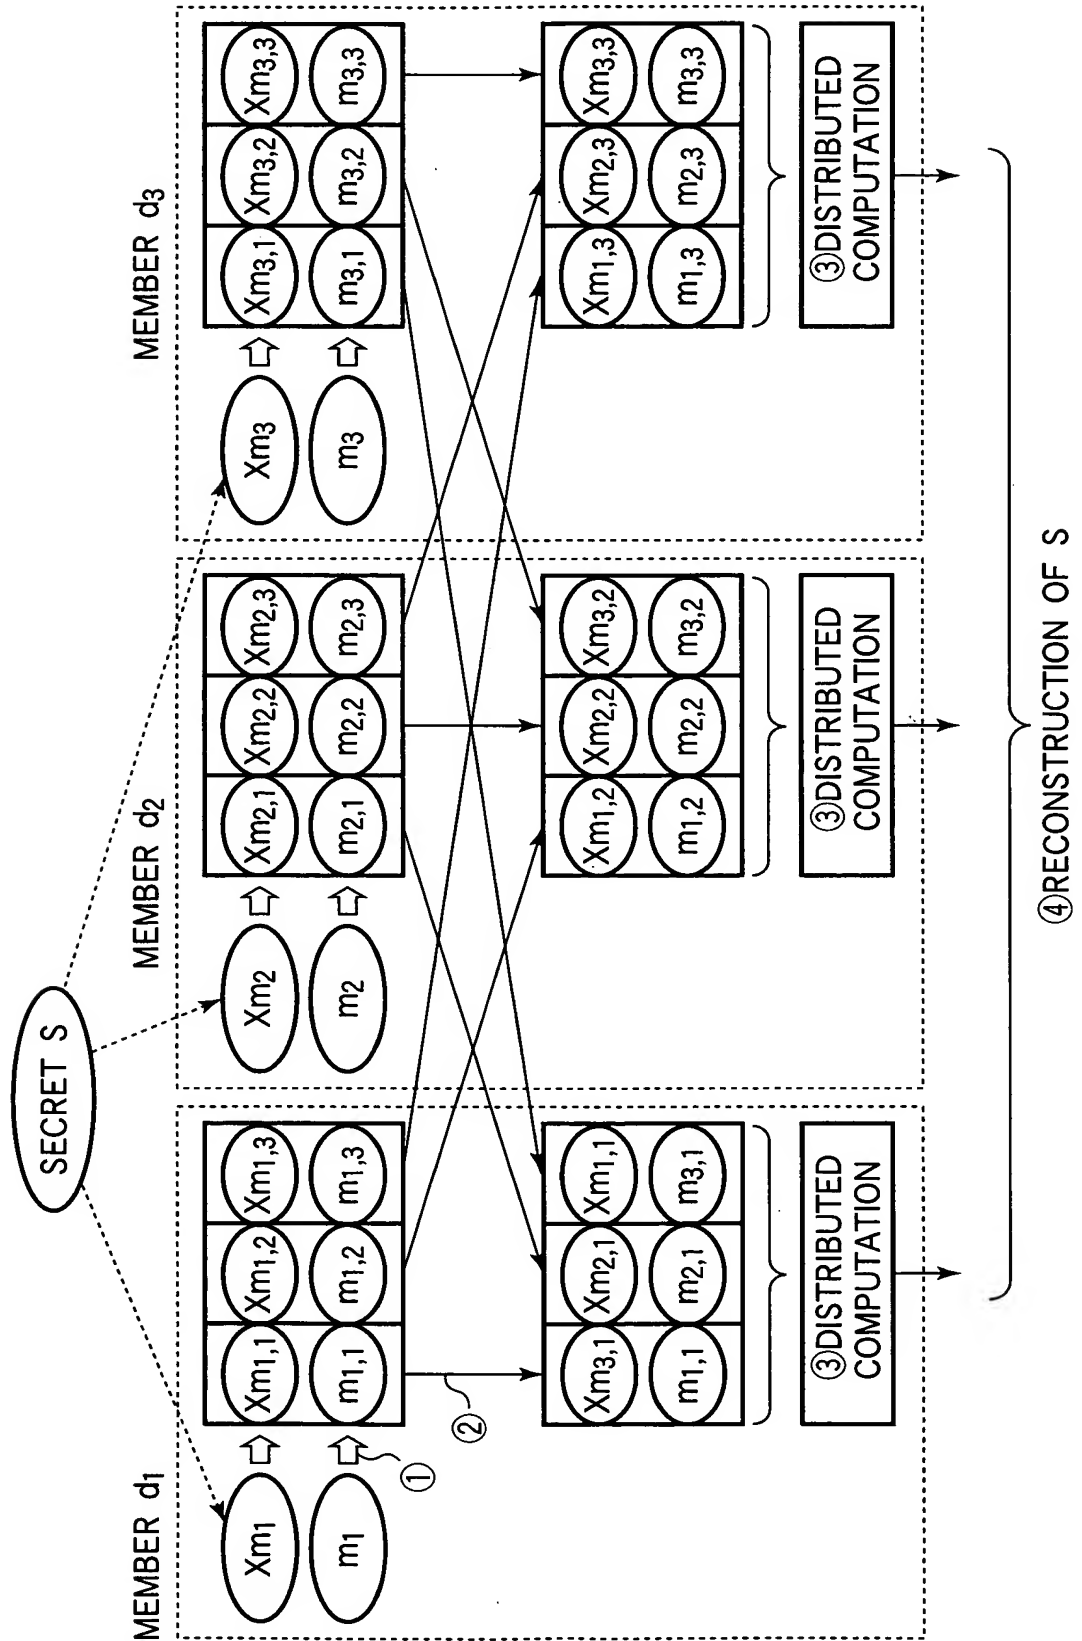 SECRET S
MEMBER d1
MEMBER d2
MEMBER d3
Xm1 Xm1,1 Xm1,2 Xm1,3
m1 m1,1 m1,2 m1,3
Xm2 Xm2,1 Xm2,2 Xm2,3
m2 m2,1 m2,2 m2,3
Xm3 Xm3,1 Xm3,2 Xm3,3
m3 m3,1 m3,2 m3,3
①
②
Xm3,1 Xm2,1 Xm1,1
m1,1 m2,1 m3,1
Xm1,2 Xm2,2 Xm3,2
m1,2 m2,2 m3,2
Xm1,3 Xm2,3 Xm3,3
m1,3 m2,3 m3,3
③DISTRIBUTED
COMPUTATION
③DISTRIBUTED
COMPUTATION
③DISTRIBUTED
COMPUTATION
④RECONSTRUCTION OF S